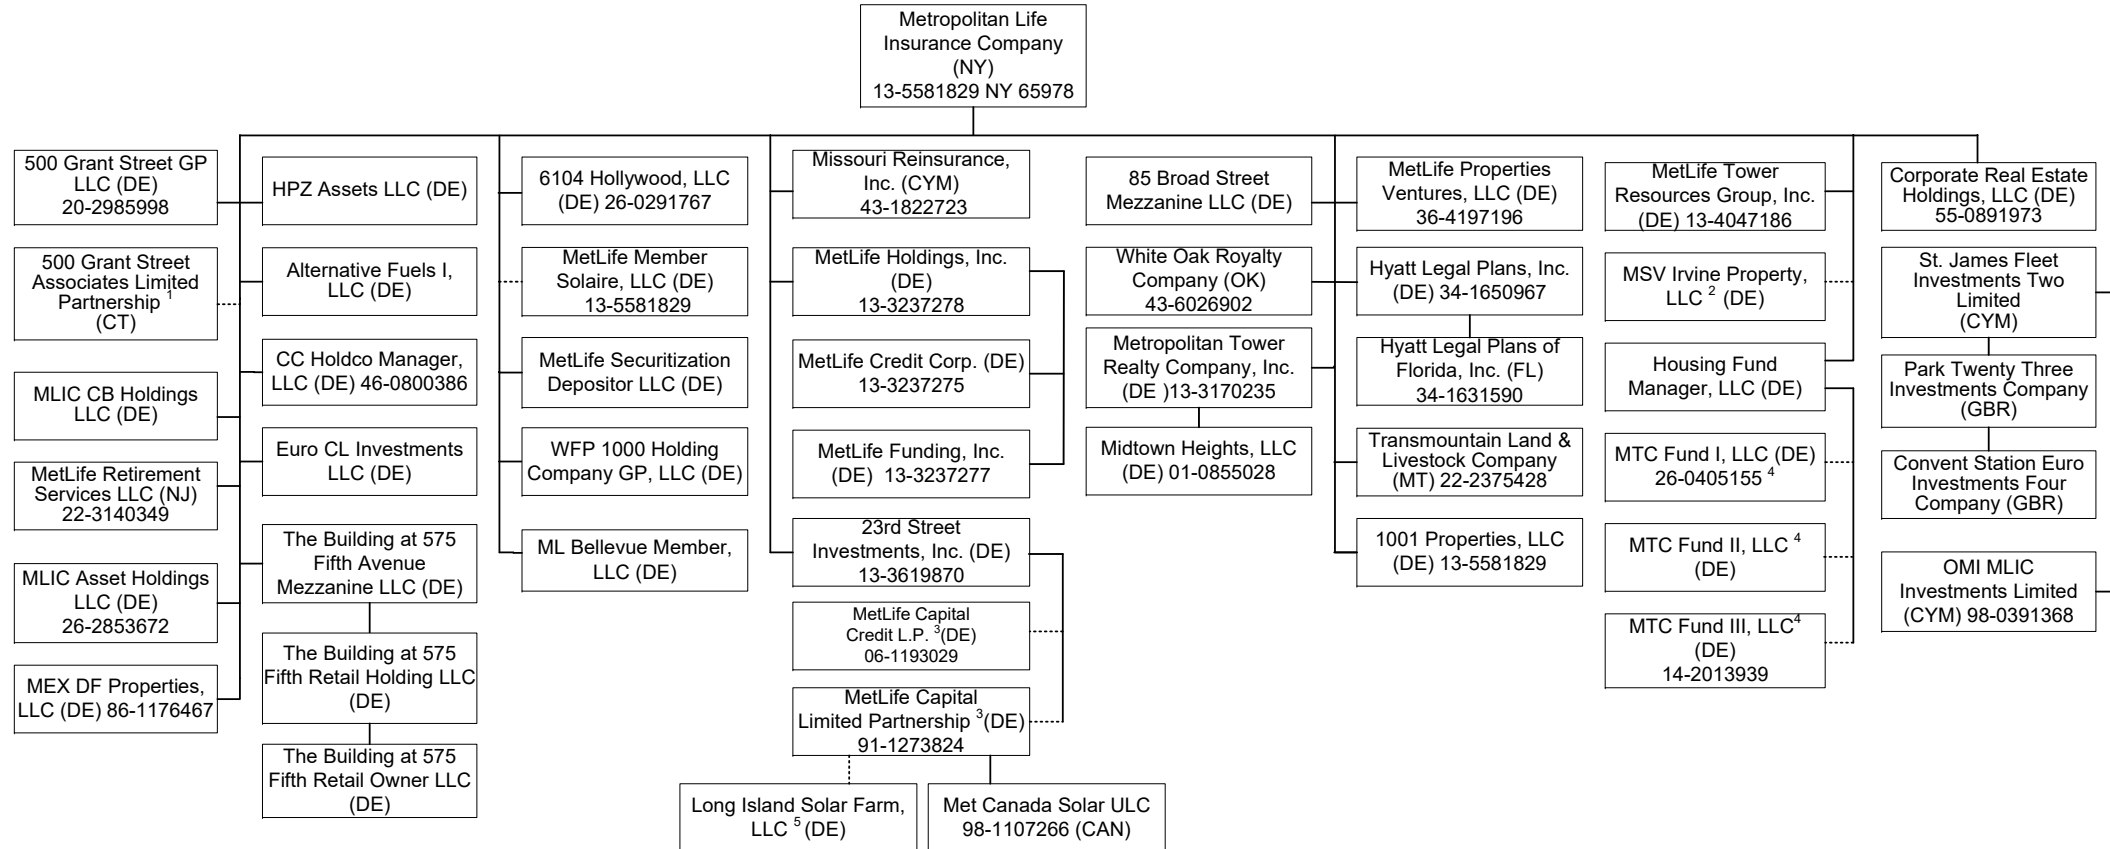 Metropolitan Life
Insurance Company
(NY)
13-5581829 NY 65978
500 Grant Street GP
LLC (DE)
20-2985998
500 Grant Street
Associates Limited
Partnership 1
(CT)
MLIC CB Holdings
LLC (DE)
MetLife Retirement
Services LLC (NJ)
22-3140349
MLIC Asset Holdings
LLC (DE)
26-2853672
MEX DF Properties,
LLC (DE) 86-1176467
HPZ Assets LLC (DE)
Alternative Fuels I,
LLC (DE)
CC Holdco Manager,
LLC (DE) 46-0800386
Euro CL Investments
LLC (DE)
The Building at 575
Fifth Avenue
Mezzanine LLC (DE)
The Building at 575
Fifth Retail Holding LLC
(DE)
The Building at 575
Fifth Retail Owner LLC
(DE)
6104 Hollywood, LLC
(DE) 26-0291767
MetLife Member
Solaire, LLC (DE)
13-5581829
MetLife Securitization
Depositor LLC (DE)
WFP 1000 Holding
Company GP, LLC (DE)
ML Bellevue Member,
LLC (DE)
Missouri Reinsurance,
Inc. (CYM)
43-1822723
MetLife Holdings, Inc.
(DE)
13-3237278
MetLife Credit Corp. (DE)
13-3237275
MetLife Funding, Inc.
(DE) 13-3237277
23rd Street
Investments, Inc. (DE)
13-3619870
MetLife Capital
Credit L.P. 3(DE)
06-1193029
MetLife Capital
Limited Partnership 3(DE)
91-1273824
Long Island Solar Farm,
LLC 5 (DE)
Met Canada Solar ULC
98-1107266 (CAN)
85 Broad Street
Mezzanine LLC (DE)
White Oak Royalty
Company (OK)
43-6026902
Metropolitan Tower
Realty Company, Inc.
(DE )13-3170235
Midtown Heights, LLC
(DE) 01-0855028
MetLife Properties
Ventures, LLC (DE)
36-4197196
Hyatt Legal Plans, Inc.
(DE) 34-1650967
Hyatt Legal Plans of
Florida, Inc. (FL)
34-1631590
Transmountain Land &
Livestock Company
(MT) 22-2375428
1001 Properties, LLC
(DE) 13-5581829
MetLife Tower
Resources Group, Inc.
(DE) 13-4047186
MSV Irvine Property,
LLC 2 (DE)
Housing Fund
Manager, LLC (DE)
MTC Fund I, LLC (DE)
26-0405155 4
MTC Fund II, LLC 4
(DE)
MTC Fund III, LLC4
(DE)
14-2013939
Corporate Real Estate
Holdings, LLC (DE)
55-0891973
St. James Fleet
Investments Two
Limited
(CYM)
Park Twenty Three
Investments Company
(GBR)
Convent Station Euro
Investments Four
Company (GBR)
OMI MLIC
Investments Limited
(CYM) 98-0391368